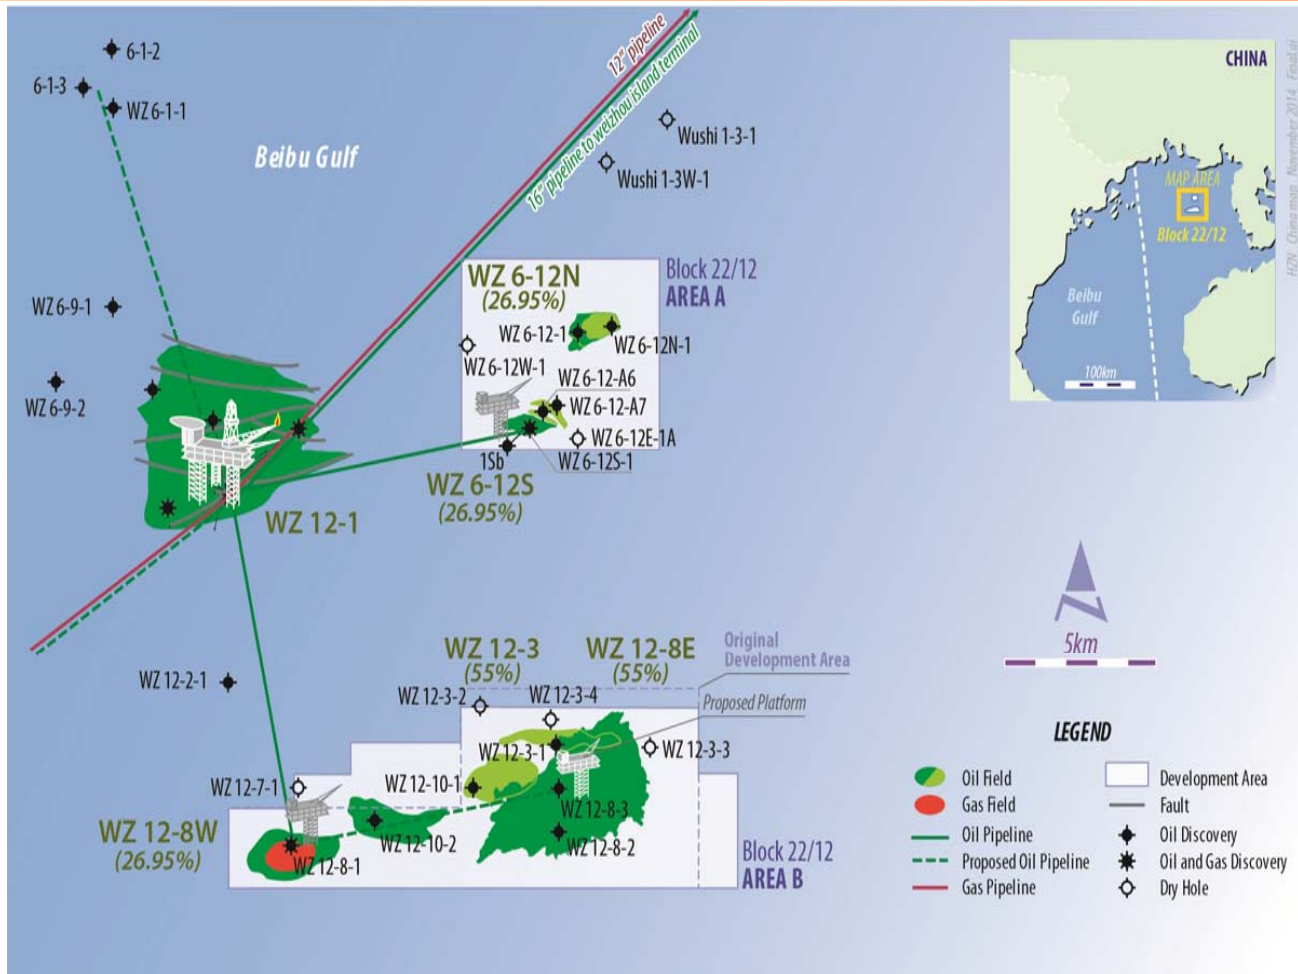 6-1-2
6-1-3
WZ 6-1-1
Beibu Gulf
12" pipeline
16" pipeline to weizhou island terminal
Wushi 1-3-1
Wushi 1-3W-1
CHINA
MAP AREA
Block 22/12
Beibu
Gulf
100km
HZN China map November 2014 Final.ai
WZ 6-9-1
WZ 6-9-2
WZ 12-1
Block 22/12
AREA A
WZ 6-12N
(26.95%)
WZ 6-12-1
WZ 6-12N-1
WZ 6-12W-1
WZ 6-12-A6
WZ 6-12-A7
WZ 6-12E-1A
1Sb
WZ 6-12S-1
WZ 6-12S
(26.95%)
5km
WZ 12-2-1
WZ 12-3
(55%)
WZ 12-8E
(55%)
Original
Development Area
Proposed Platform
WZ 12-3-2
WZ 12-3-4
WZ 12-3-1
WZ 12-3-3
WZ 12-7-1
WZ 12-10-1
WZ 12-8-3
WZ 12-10-2
WZ 12-8-2
WZ 12-8W
(26.95%)
WZ 12-8-1
Block 22/12
AREA B
LEGEND
Oil Field
Gas Field
Oil Pipeline
Proposed Oil Pipeline
Gas Pipeline
Development Area
Fault
Oil Discovery
Oil and Gas Discovery
Dry Hole